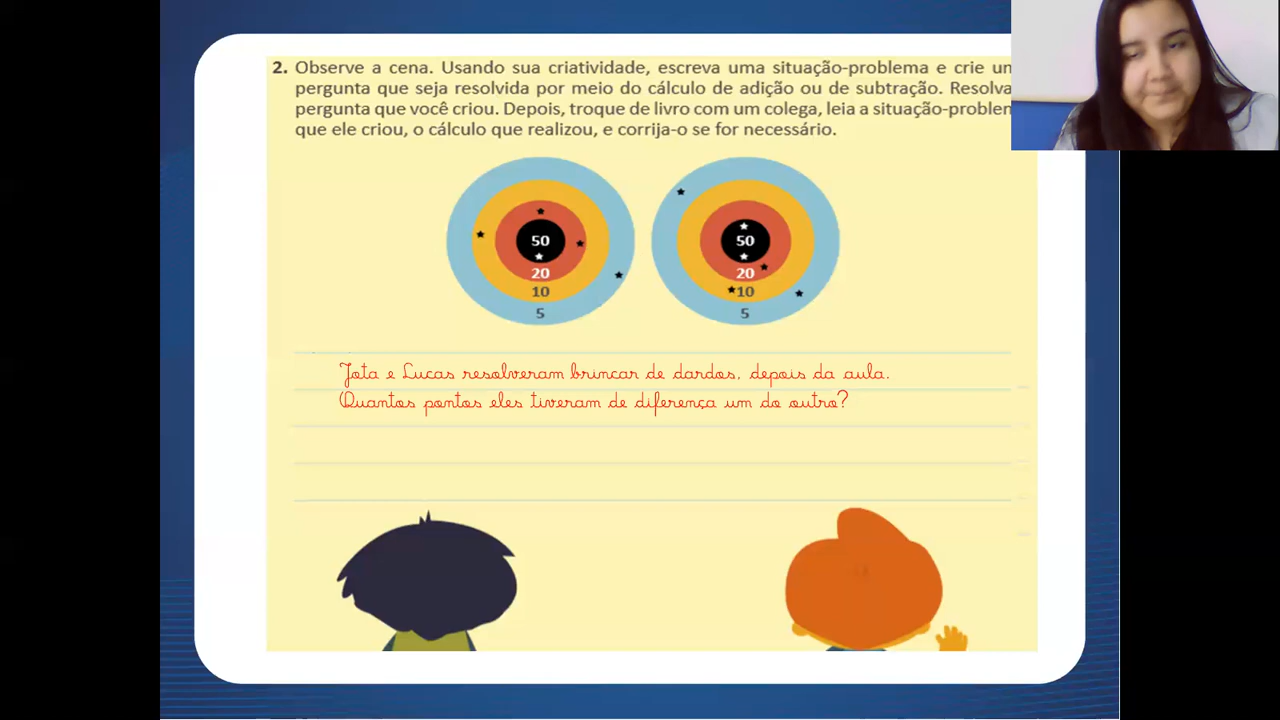 2. Observe a cena. Usando sua criatividade, escreva uma situação-problema e crie
pergunta que seja resolvida por meio do cálculo de adição ou de subtração. Resolva
pergunta que você criou. Depois, troque de livro com um colega, leia a
que ele criou, o cálculo que realizou, e corrija-o se for necessário.
50
20
10
5
50
20
10
5
Jota e Lucas resolveram brincar de dardos, depois da aula.
Quantos pontos eles tiveram de diferença um do outro?